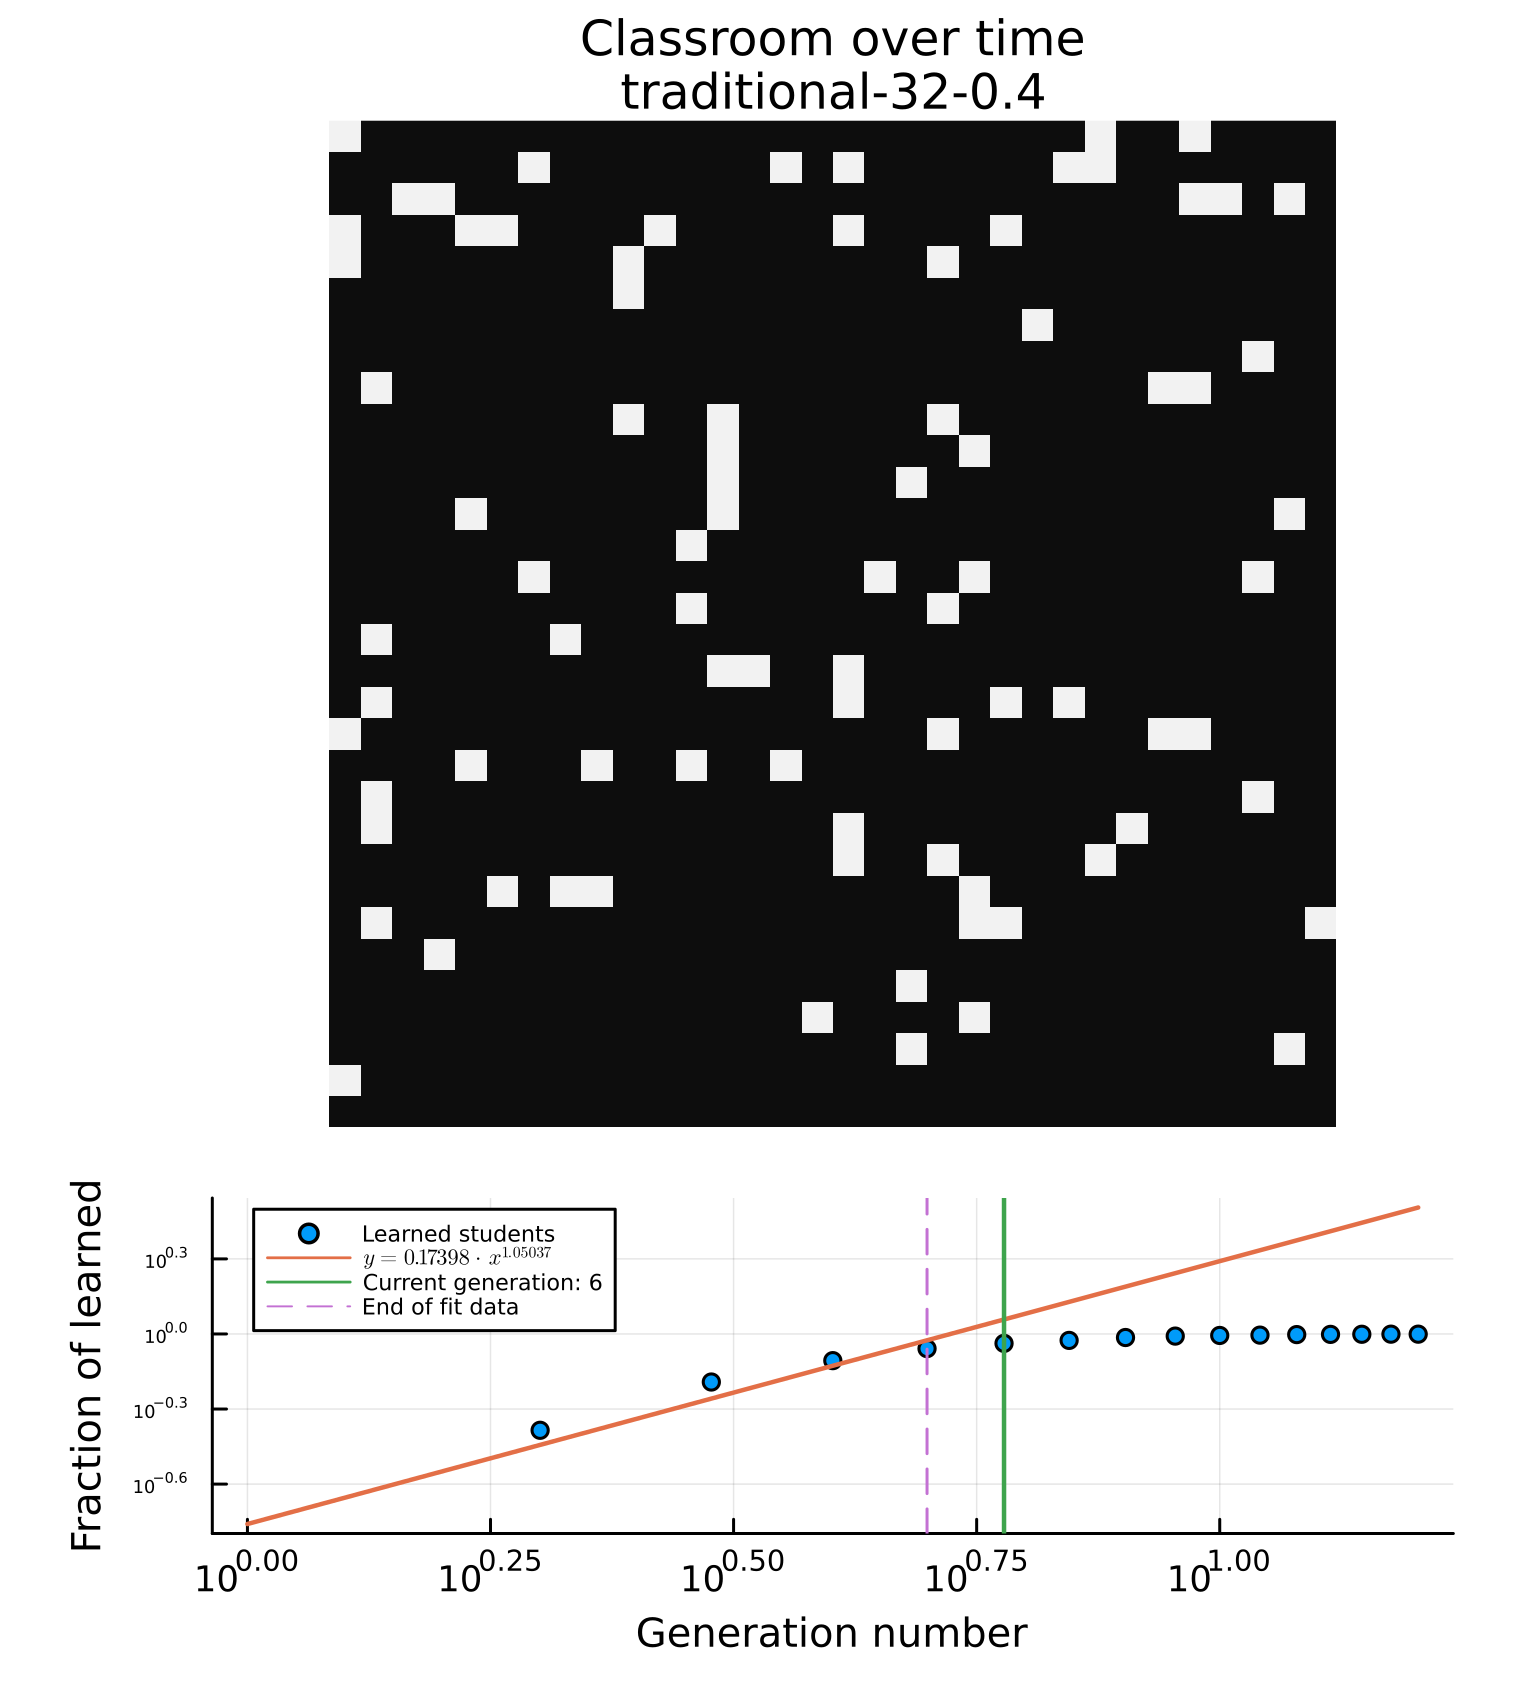 Classroom over time
traditional-32-0.4
Fraction of learned
10^0.3
10^0.0
10^−0.3
10^−0.6
Learned students
y = 0.17398 · x^1.05037
Current generation: 6
End of fit data
10^0.00 10^0.25 10^0.50 10^0.75 10^1.00
Generation number